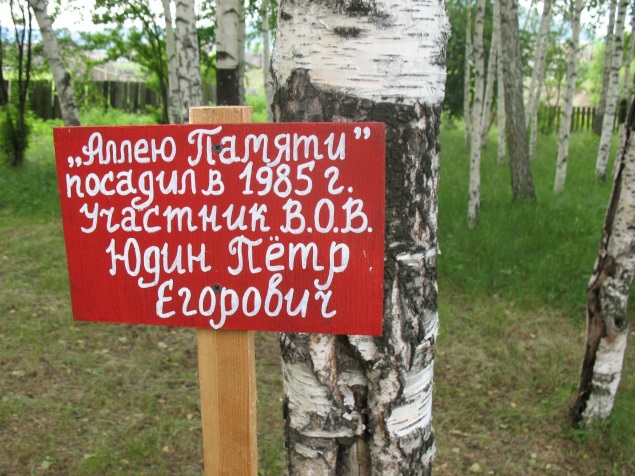 „Аллею Памяти”
посадил в 1985 г.
Участник В.О.В.
Юдин Пётр
Егорович